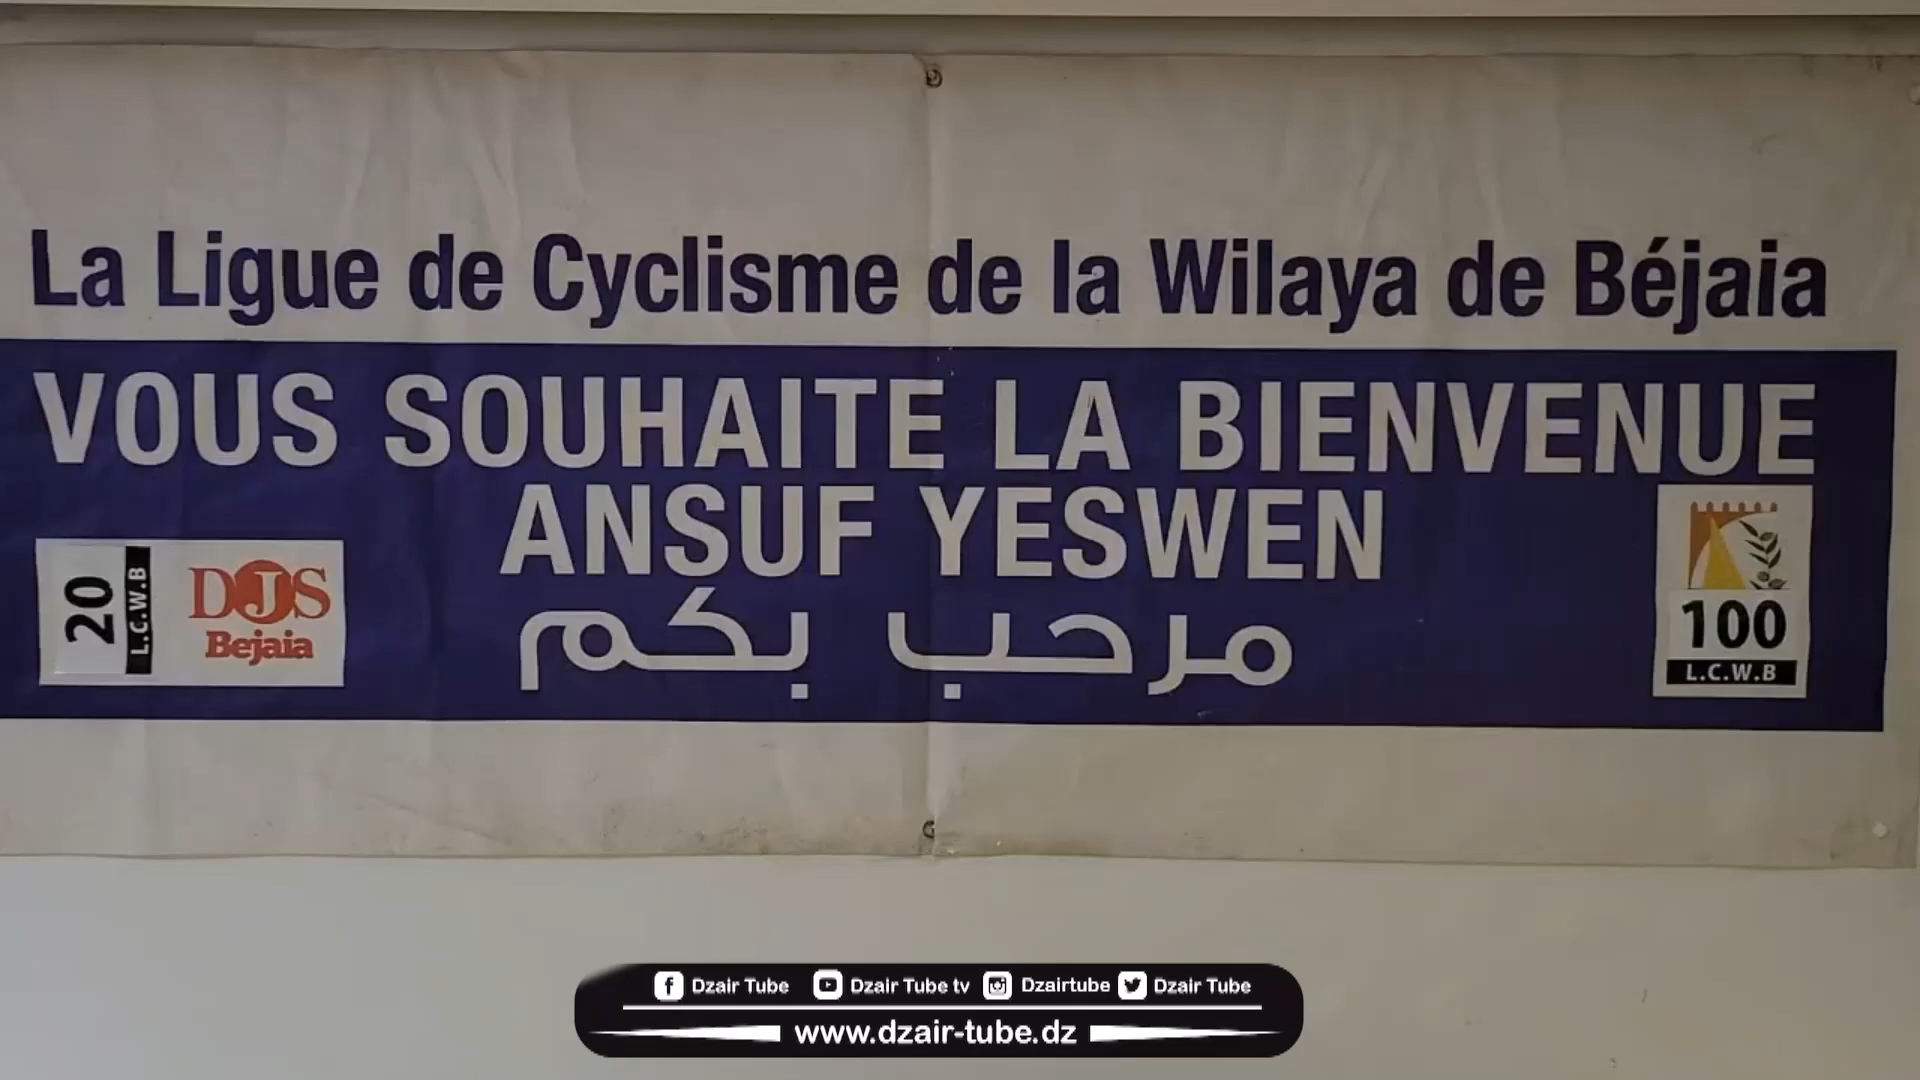 La Ligue de Cyclisme de la Wilaya de Béjaia
VOUS SOUHAITE LA BIENVENUE
ANSUF YESWEN
مرحب بكم
20
L.C.W.B
DJS
Bejaia
100
L.C.W.B
Dzair Tube Dzair Tube tv Dzairtube Dzair Tube
www.dzair-tube.dz